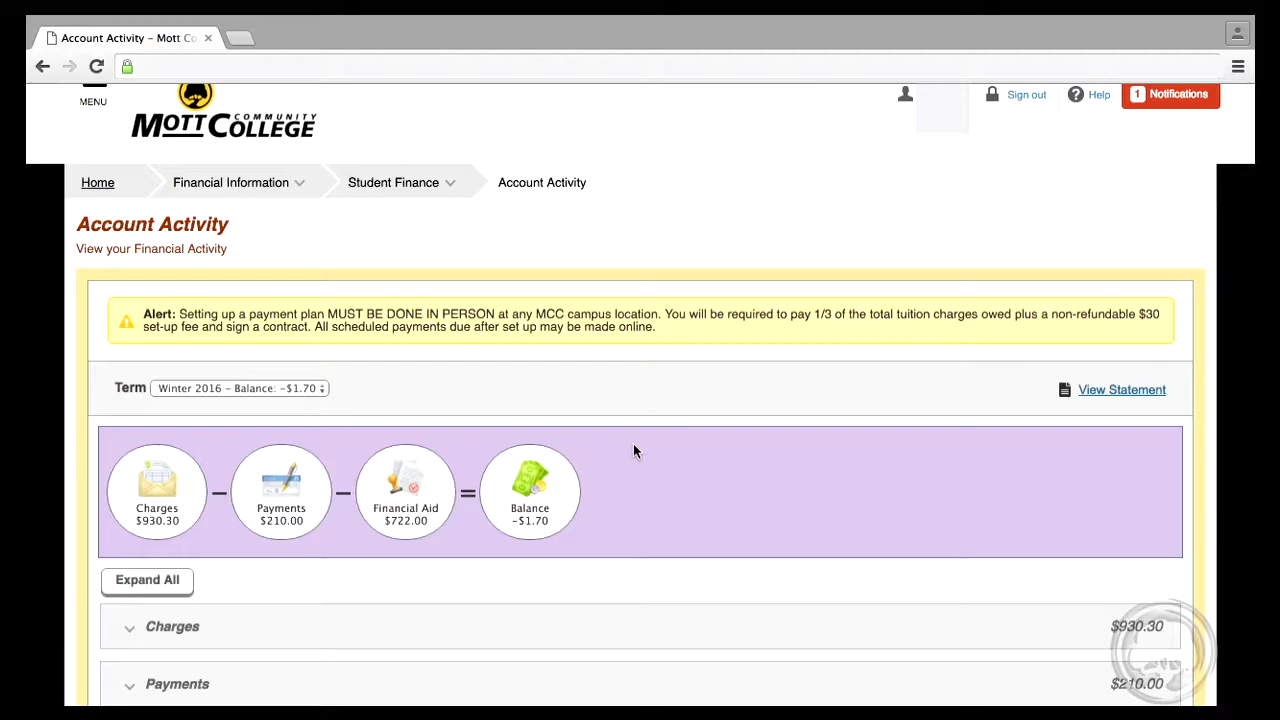 Account Activity – Mott Co
MENU
COMMUNITY
MOTT COLLEGE
Sign out
Help
1 Notifications
Home
Financial Information
Student Finance
Account Activity
Account Activity
View your Financial Activity
Alert: Setting up a payment plan MUST BE DONE IN PERSON at any MCC campus location. You will be required to pay 1/3 of the total tuition charges owed plus a non-refundable $30
set-up fee and sign a contract. All scheduled payments due after set up may be made online.
Term Winter 2016 – Balance: -$1.70
View Statement
Charges
$930.30
–
Payments
$210.00
–
Financial Aid
$722.00
=
Balance
-$1.70
Expand All
Charges $930.30
Payments $210.00